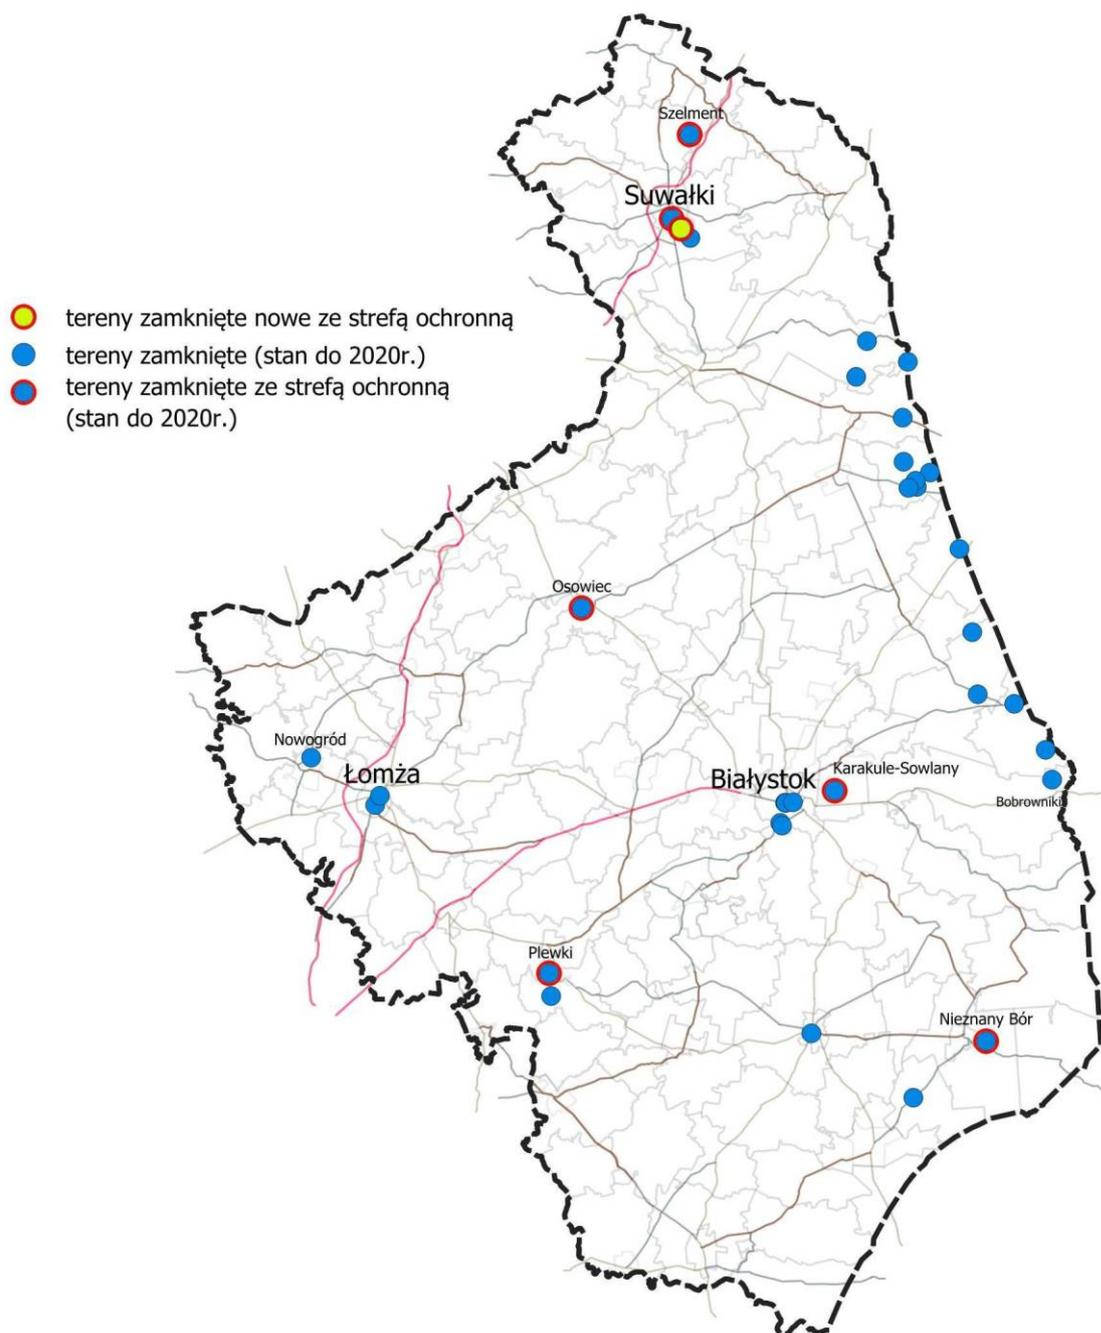 Szelment
Suwałki
tereny zamknięte nowe ze strefą ochronną
tereny zamknięte (stan do 2020r.)
tereny zamknięte ze strefą ochronną
(stan do 2020r.)
Osowiec
Nowogród
Łomża
Białystok
Karakule-Sowlany
Bobrowniki
Plewki
Nieznany Bór